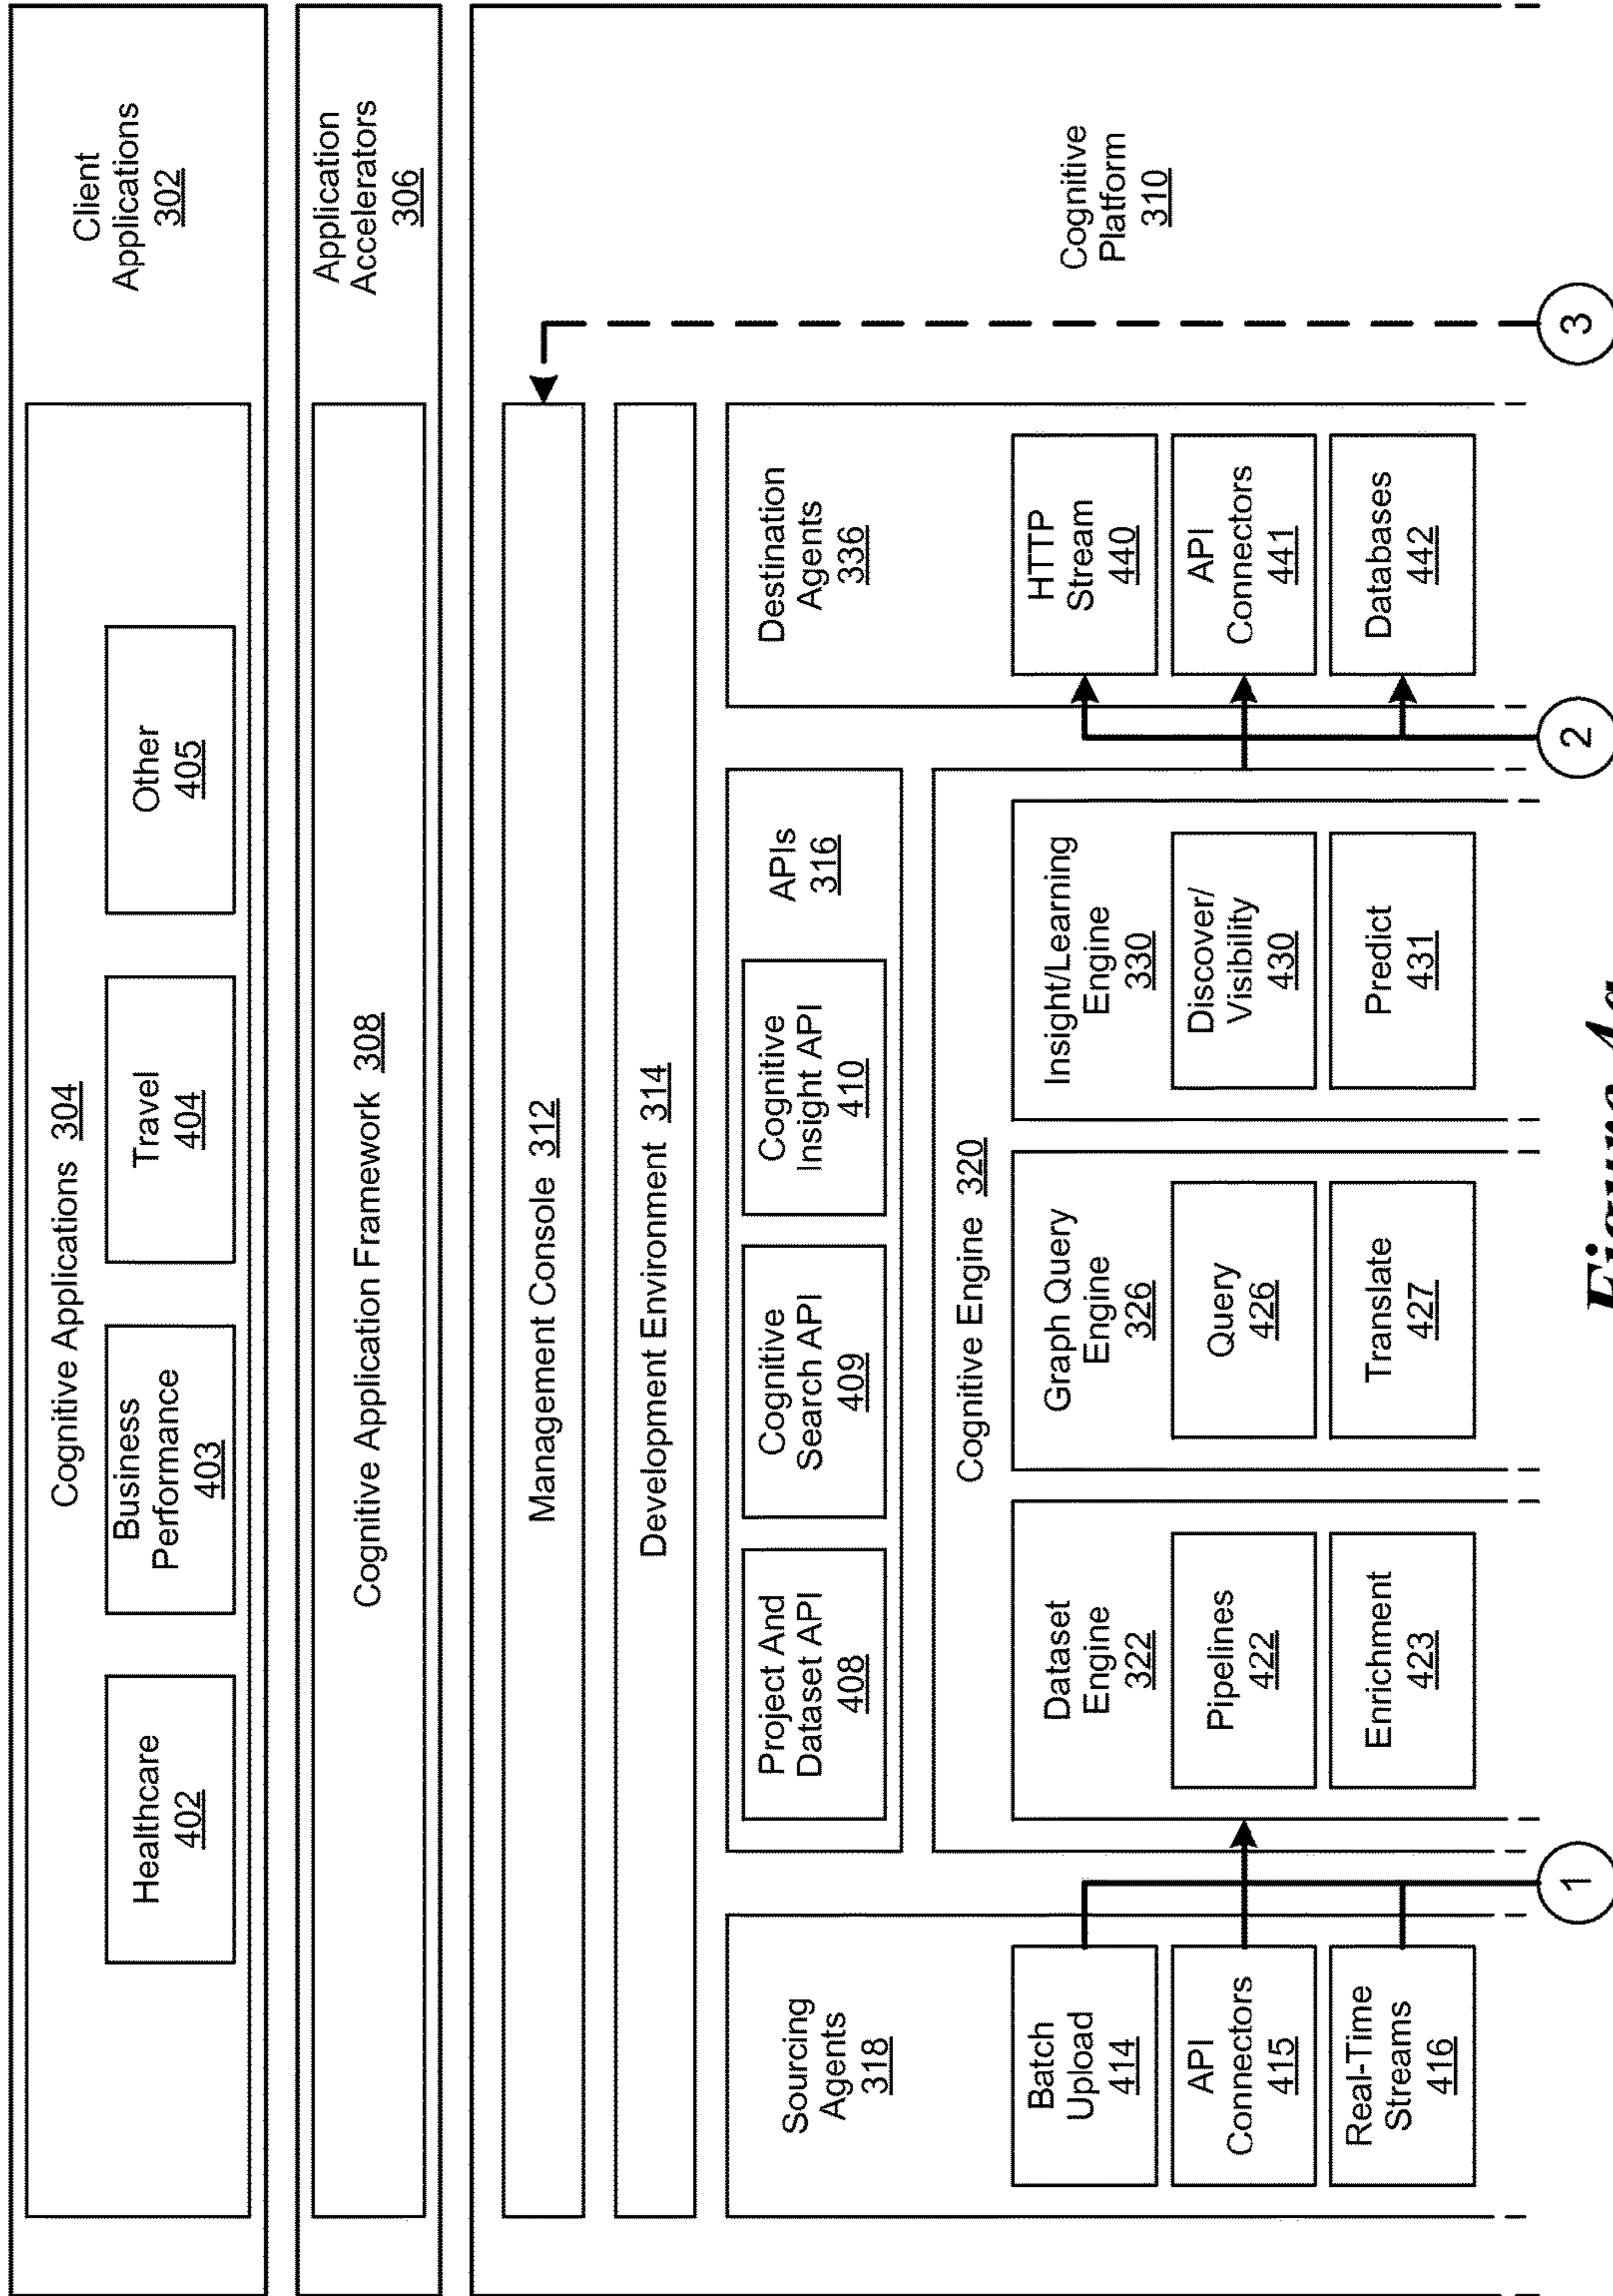 Cognitive Applications 304
Healthcare
402
Business
Performance
403
Travel
404
Other
405
Client
Applications
302
Cognitive Application Framework 308
Application
Accelerators
306
Management Console 312
Development Environment 314
Cognitive
Platform
310
Sourcing
Agents
318
Batch
Upload
414
API
Connectors
415
Real-Time
Streams
416
Project And
Dataset API
408
Cognitive
Search API
409
Cognitive
Insight API
410
APIs
316
Cognitive Engine 320
Dataset
Engine
322
Pipelines
422
Enrichment
423
Graph Query
Engine
326
Query
426
Translate
427
Insight/Learning
Engine
330
Discover/
Visibility
430
Predict
431
Destination
Agents
336
HTTP
Stream
440
API
Connectors
441
Databases
442
1
2
3
Figure 4a